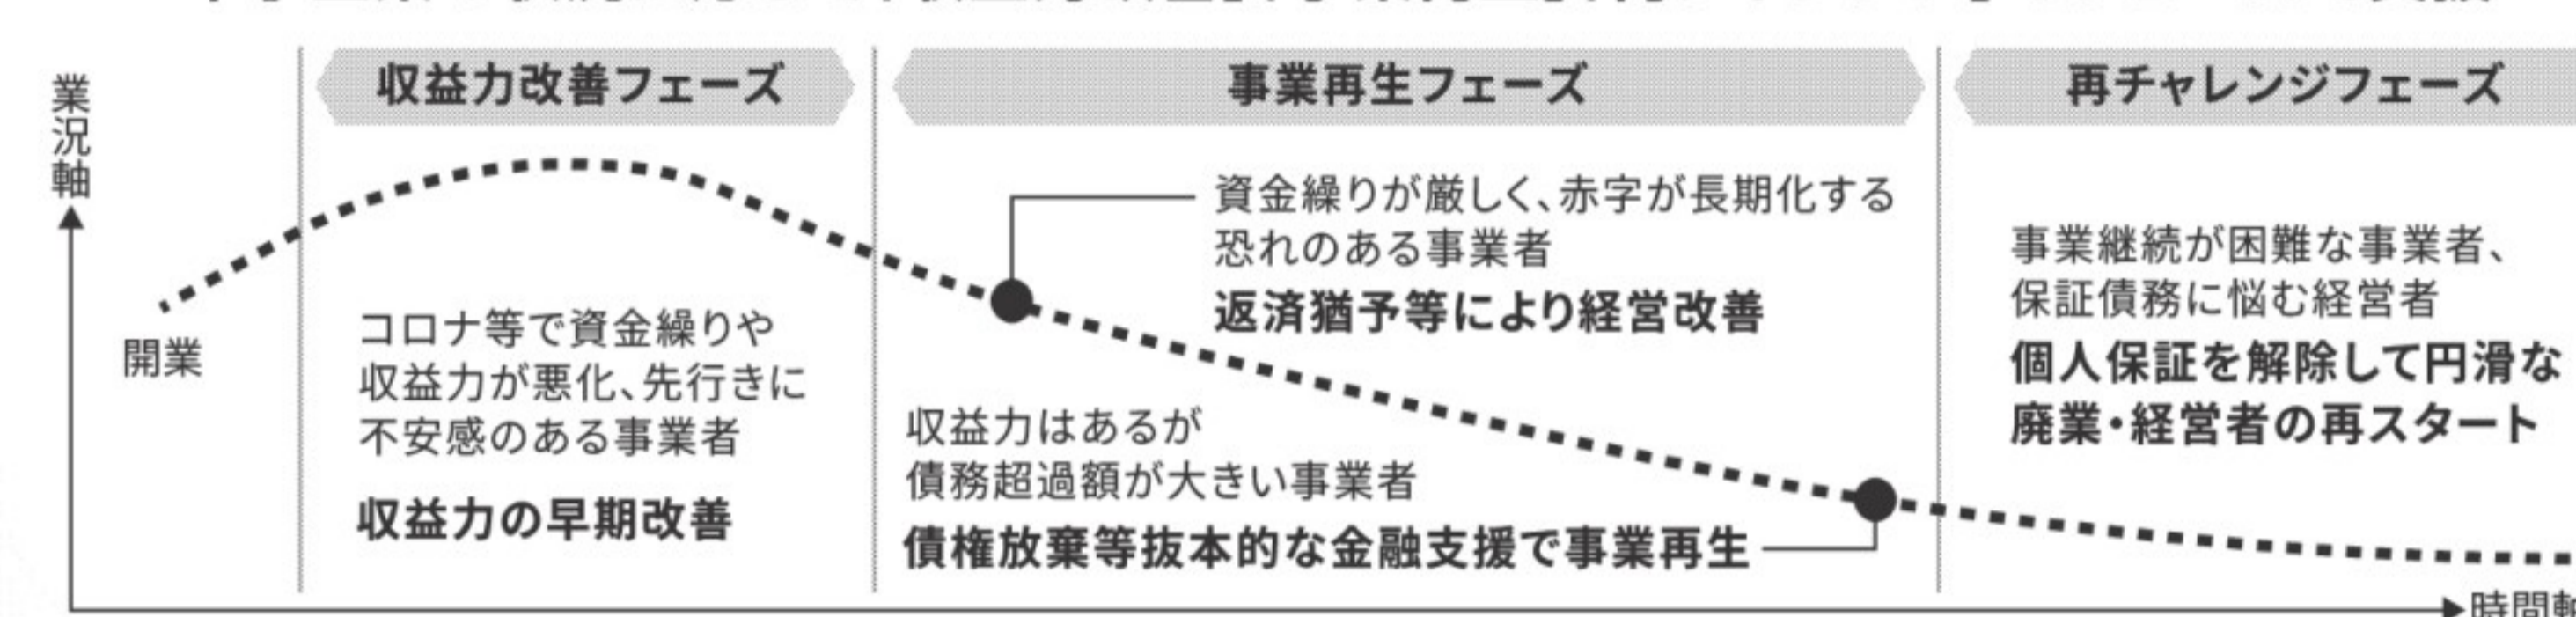 収益力改善フェーズ
事業再生フェーズ
再チャレンジフェーズ
業況軸
開業
コロナ等で資金繰りや
収益力が悪化、先行きに
不安感のある事業者
収益力の早期改善
資金繰りが厳しく、赤字が長期化する
恐れのある事業者
返済猶予等により経営改善
収益力はあるが
債務超過額が大きい事業者
債権放棄等抜本的な金融支援で事業再生
事業継続が困難な事業者、
保証債務に悩む経営者
個人保証を解除して円滑な
廃業・経営者の再スタート
時間軸